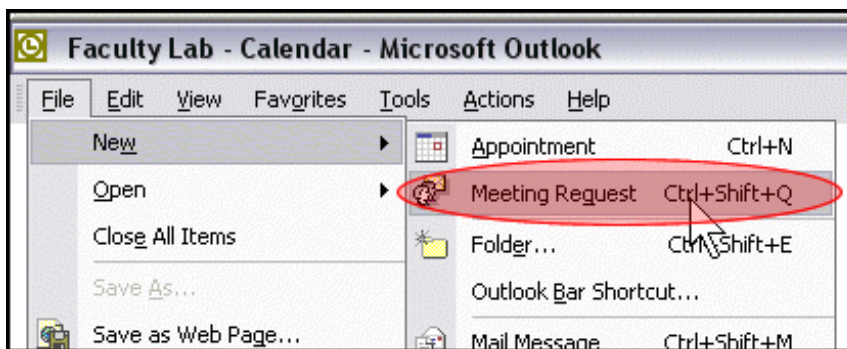 Faculty Lab - Calendar - Microsoft Outlook
File Edit View Favorites Tools Actions Help
New Appointment Ctrl+N
Meeting Request Ctrl+Shift+Q
Open
Close All Items Folder... Ctrl+Shift+E
Save As... Outlook Bar Shortcut...
Save as Web Page... Mail Message Ctrl+Shift+M